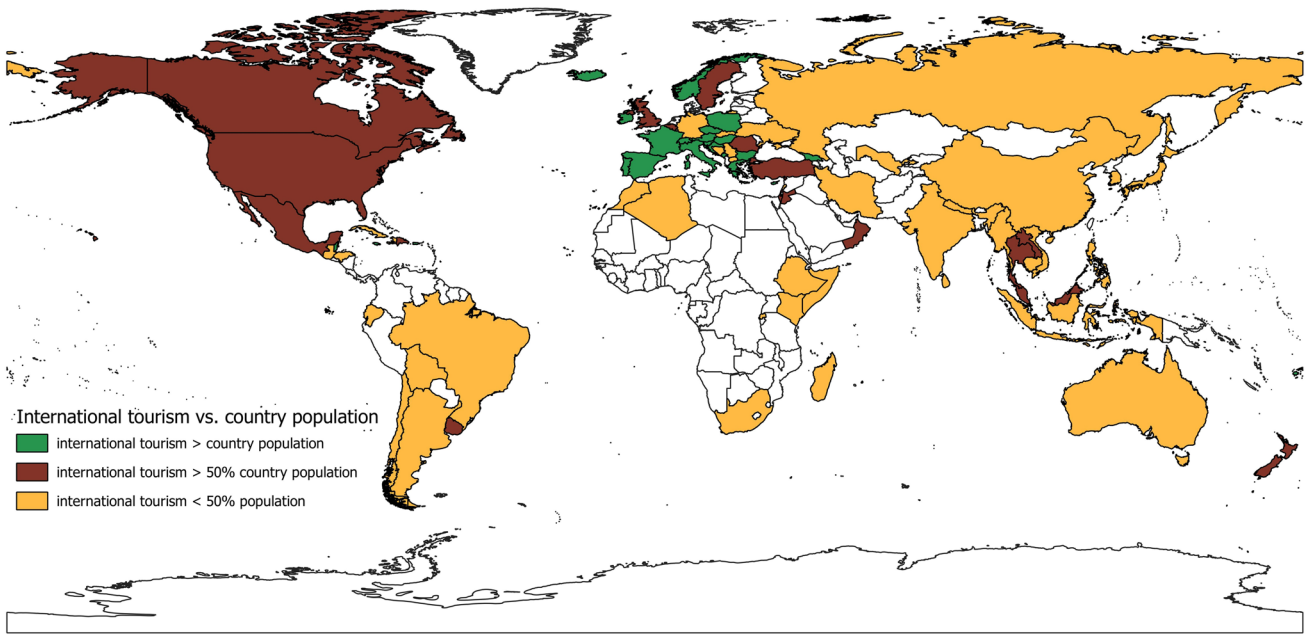 International tourism vs. country population
international tourism > country population
international tourism > 50% country population
international tourism < 50% population